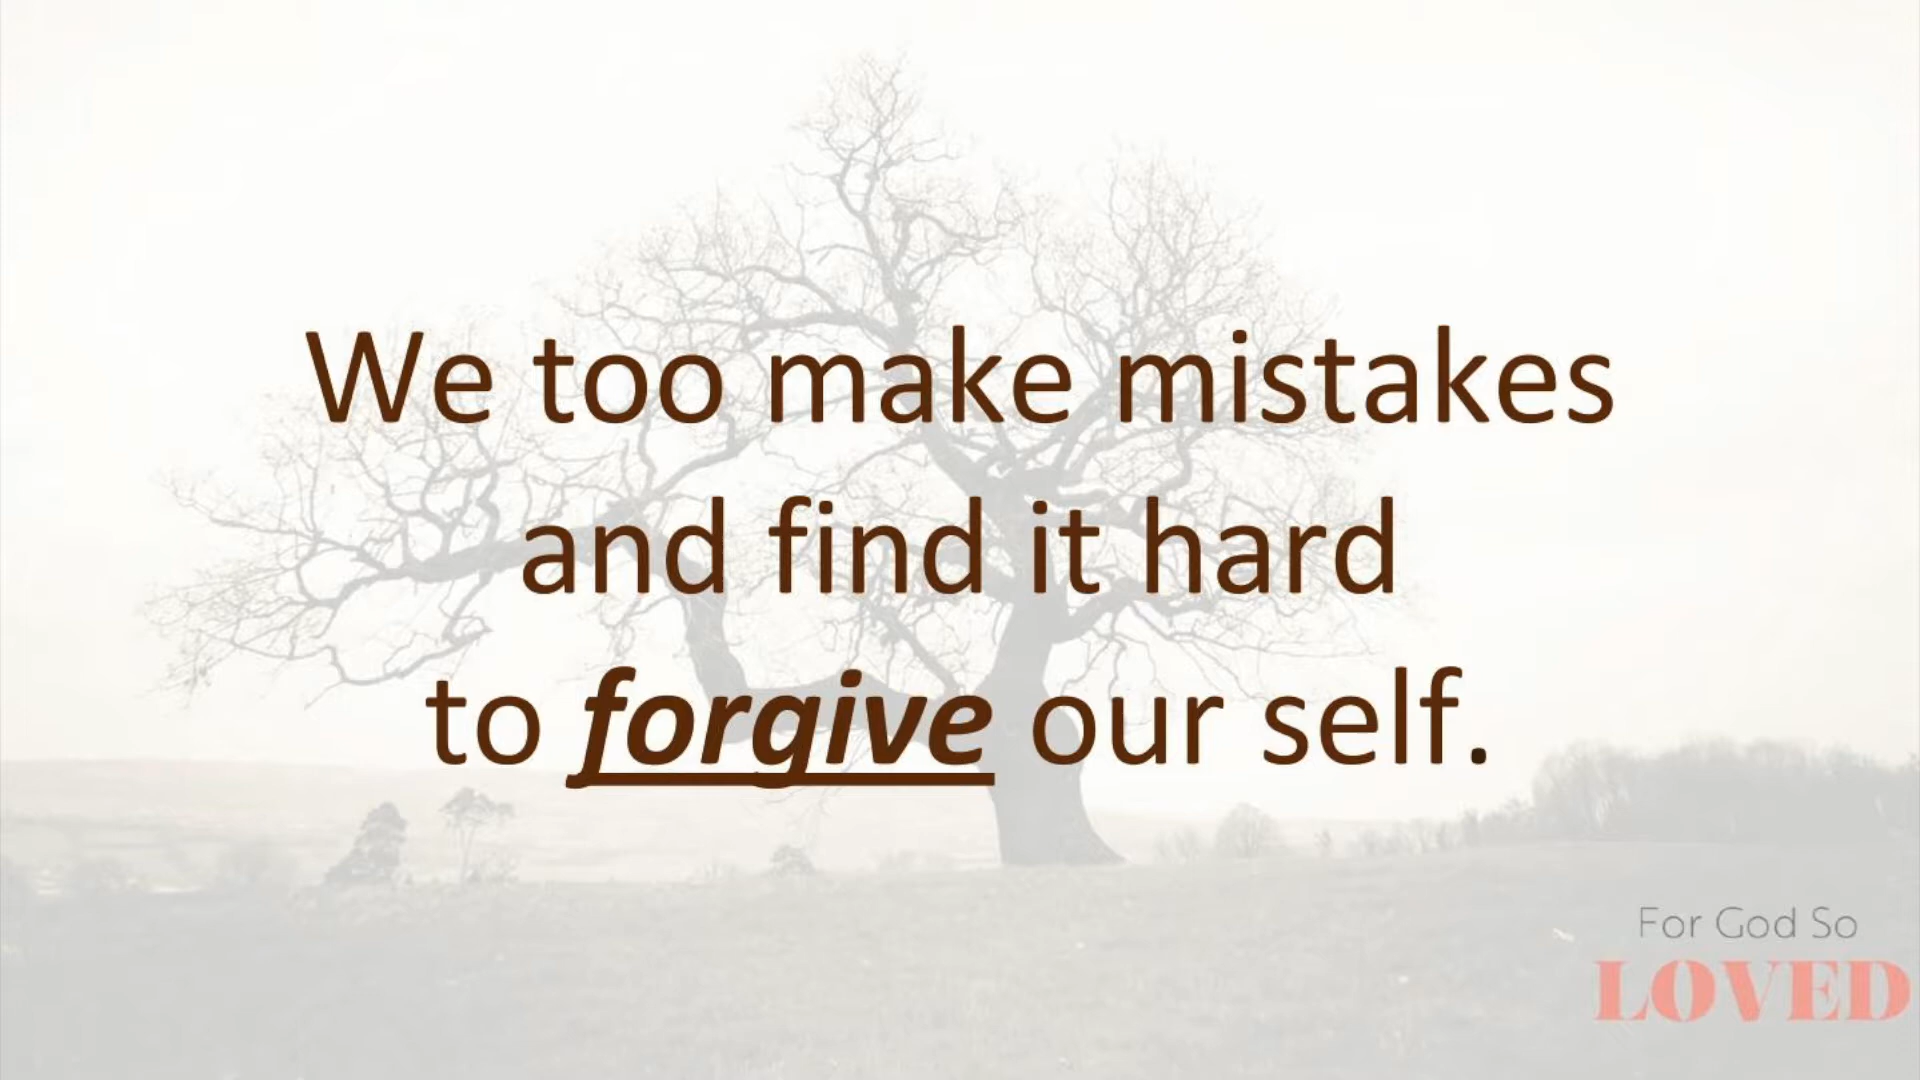 We too make mistakes
and find it hard
to forgive our self.
For God So
LOVED